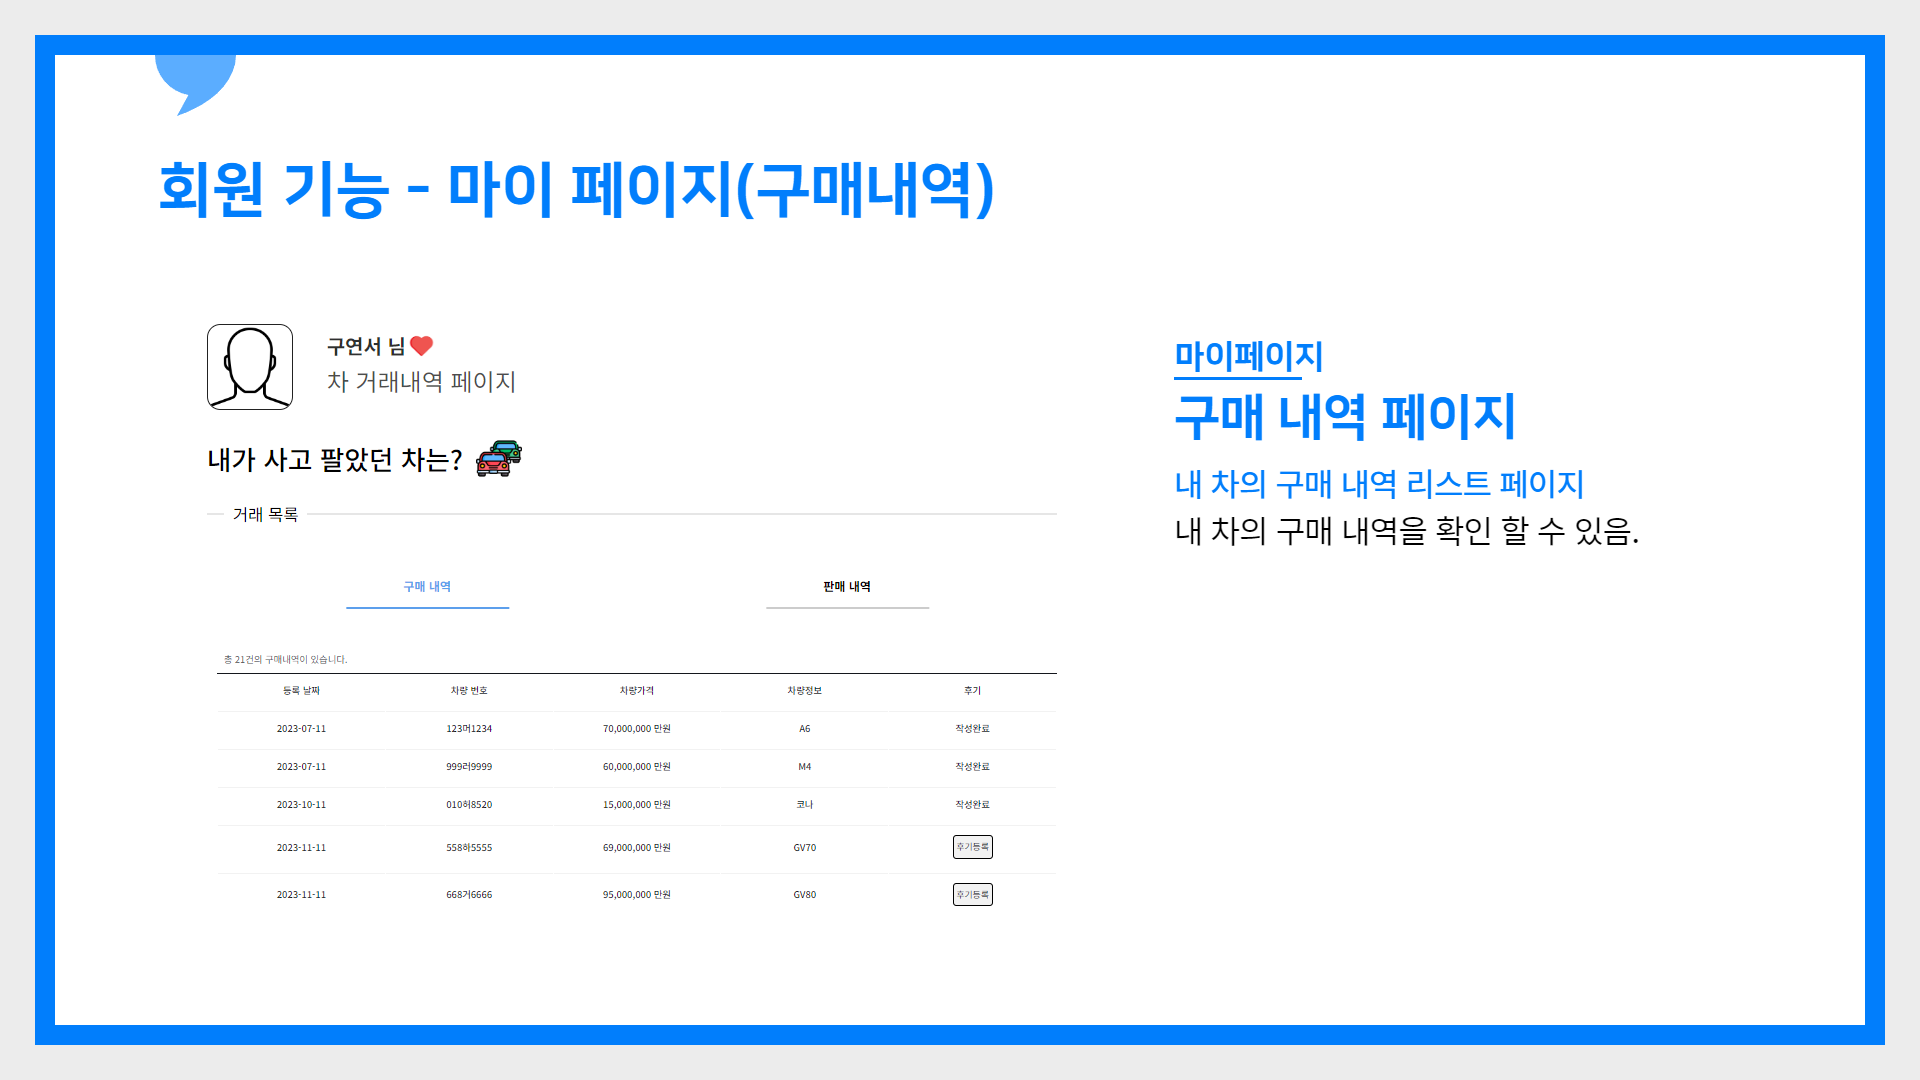 회원 기능 - 마이 페이지(구매내역)
구연서 님
차 거래내역 페이지
내가 사고 팔았던 차는?
거래 목록
구매 내역 판매 내역
총 21건의 구매내역이 있습니다.
등록 날짜 차량 번호 차량가격 차량정보 후기
2023-07-11 123머1234 70,000,000 만원 A6 작성완료
2023-07-11 999러9999 60,000,000 만원 M4 작성완료
2023-10-11 010허8520 15,000,000 만원 코나 작성완료
2023-11-11 558하5555 69,000,000 만원 GV70 후기등록
2023-11-11 668거6666 95,000,000 만원 GV80 후기등록
마이페이지
구매 내역 페이지
내 차의 구매 내역 리스트 페이지
내 차의 구매 내역을 확인 할 수 있음.